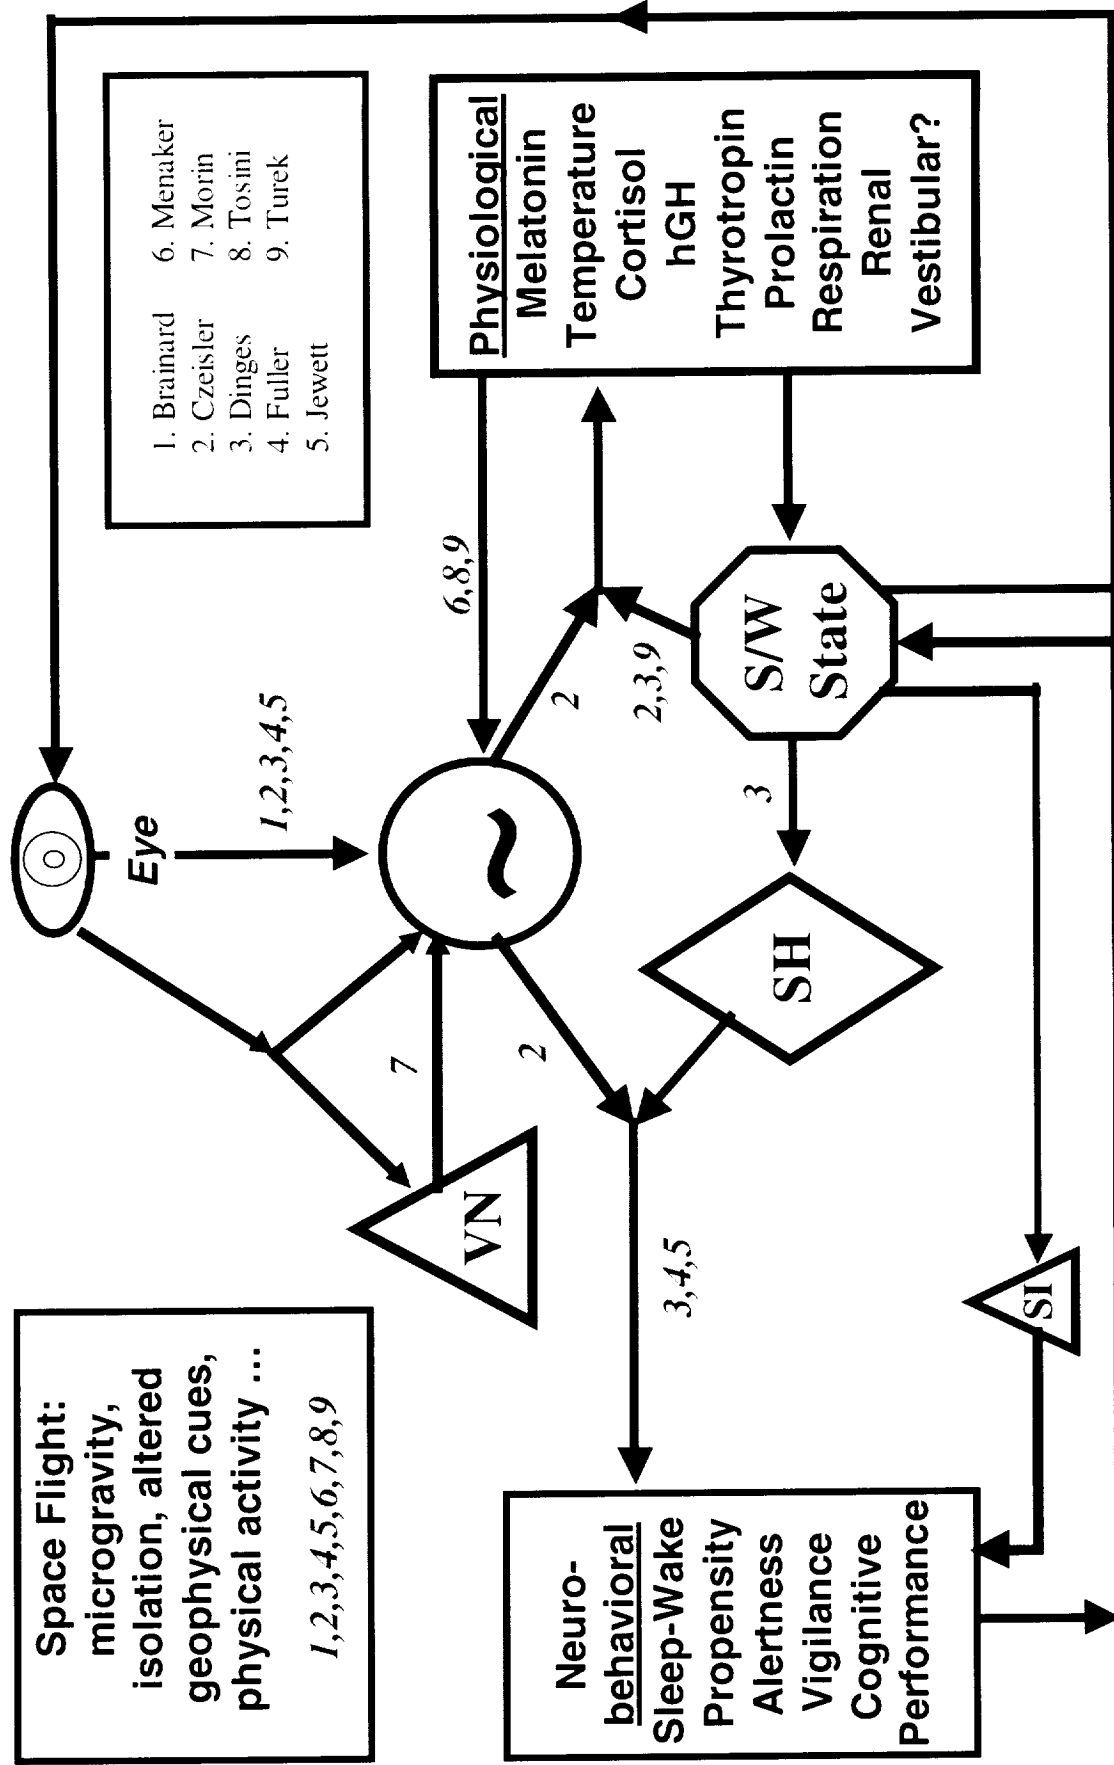 Space Flight:
microgravity,
isolation, altered
geophysical cues,
physical activity ...
1,2,3,4,5,6,7,8,9
Eye
1,2,3,4,5
1. Brainard 6. Menaker
2. Czeisler 7. Morin
3. Dinges 8. Tosini
4. Fuller 9. Turek
5. Jewett
VN
7
~
6,8,9
2
2
Neuro-
behavioral
Sleep-Wake
Propensity
Alertness
Vigilance
Cognitive
Performance
3,4,5
SH
3
2,3,9
S/W
State
Physiological
Melatonin
Temperature
Cortisol
hGH
Thyrotropin
Prolactin
Respiration
Renal
Vestibular?
SI